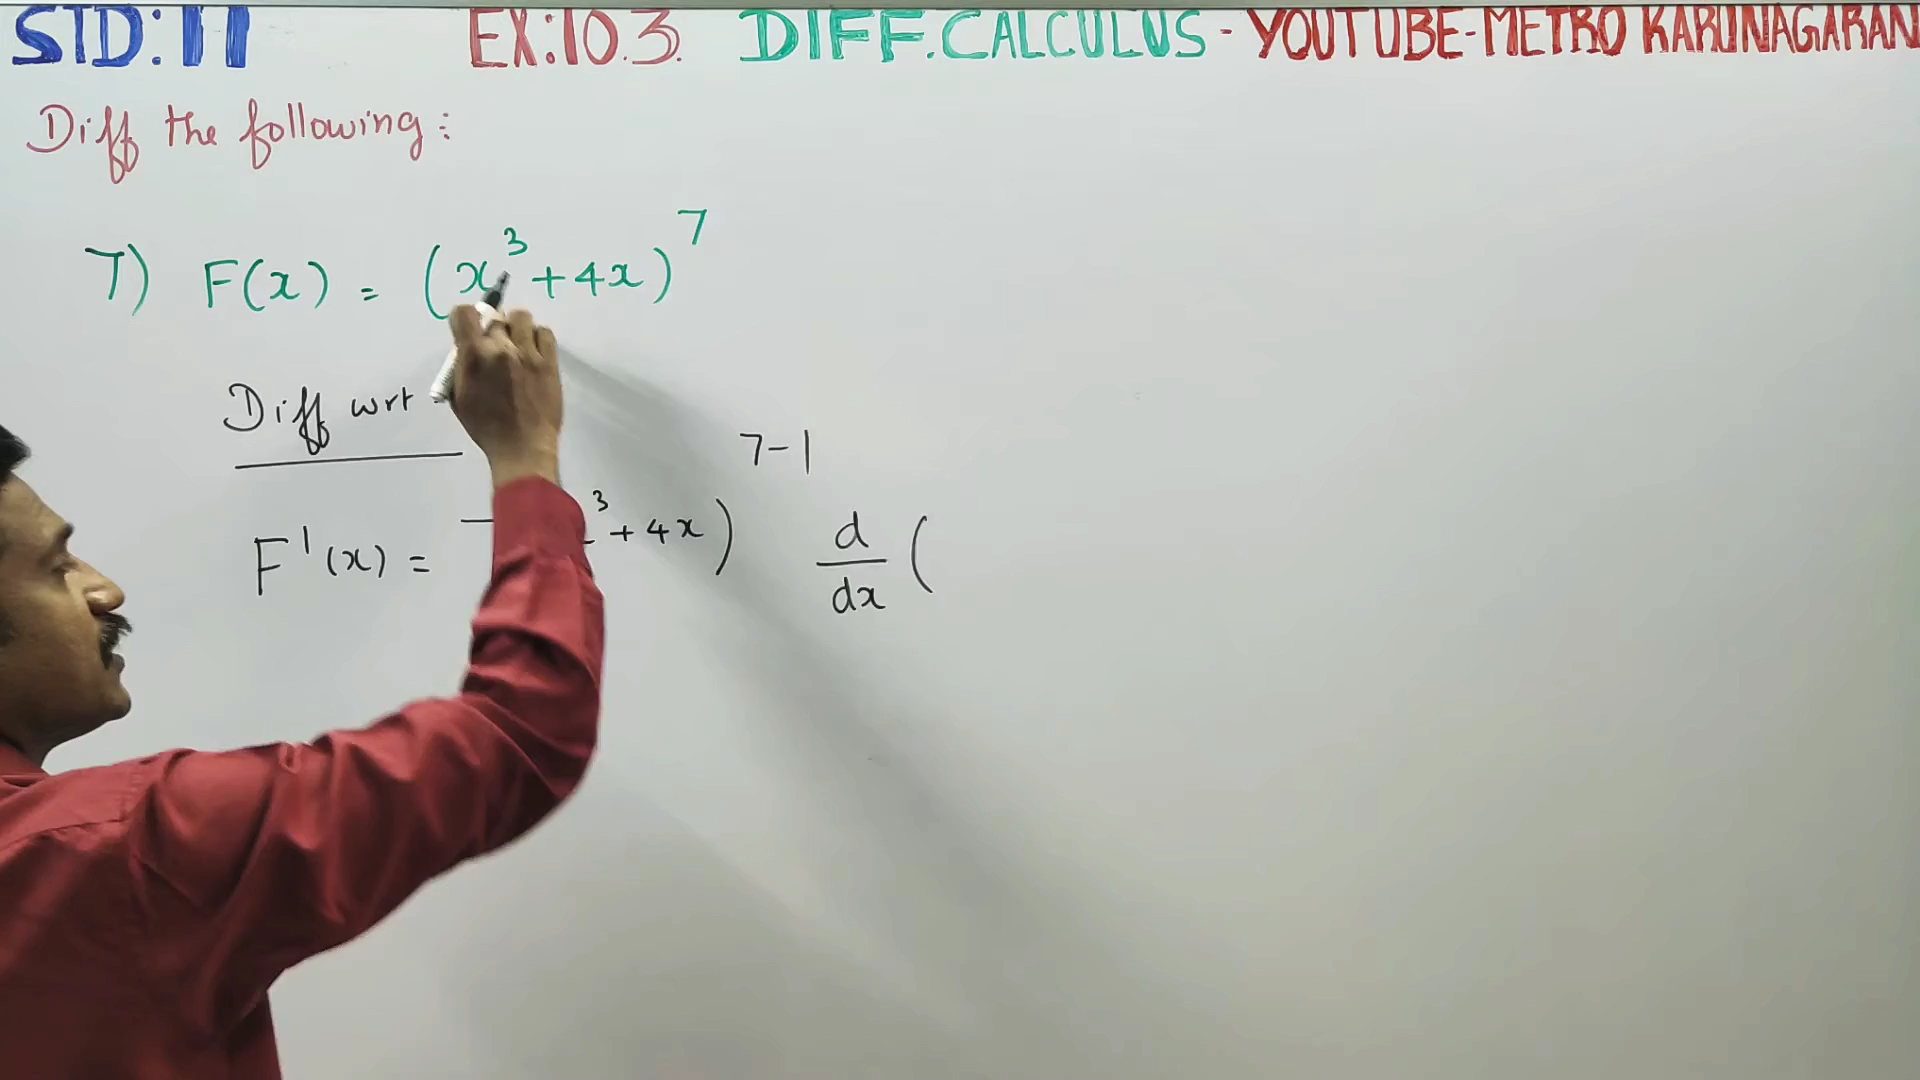 STD: 11 EX:10.3. DIFF.CALCULUS - YOUTUBE-METRO KARUNAGARAN
Diff the following:
7) F(x) = (x³+4x)⁷
Diff wrt
F'(x) = ³+4x)⁷⁻¹ d/dx (